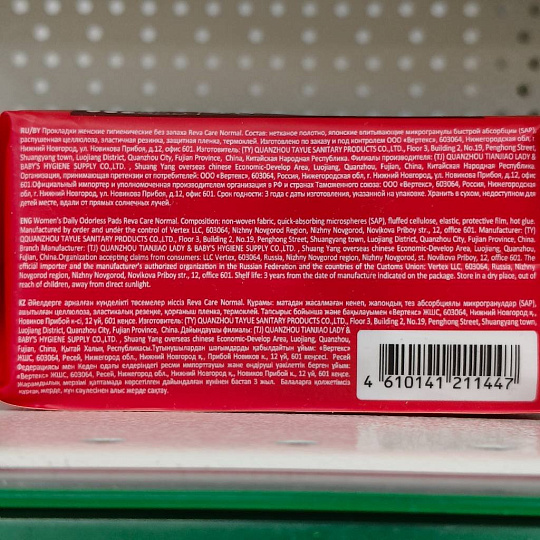 RU/BY Прокладки женские гигиенические без запаха Reva Care Normal. Состав: нетканое полотно, японские впитывающие микрогранулы быстрой абсорбции (SAP),
распушенная целлюлоза, эластичная резинка, защитная пленка, термоклей. Изготовлено по заказу и под контролем ООО «Вертекс», 603064, Россия, Нижегородская обл, г
Нижний Новгород, ул. Новикова Прибоя, д.12, офис 601. Изготовитель: (TY) QUANZHOU TAYUE SANITARY PRODUCTS CO.,LTD., Floor 3, Building 2, No.19, Penghong Street,
Shuangyang town, Luojiang District, Quanzhou City, Fujian Province, China, Китайская Народная Республика. Филиалы производителя: (TJ) QUANZHOU TIANJIAO LADY &
BABY'S HYGIENE SUPPLY CO.,LTD. , Shuang Yang overseas chinese Economic-Develop Area, Luojiang, Quanzhou, Fujian, China, Китайская Народная Республика.
Организация, принимающая претензии от потребителей: ООО «Вертекс», 603064, Россия, Нижегородская обл, г Нижний Новгород, ул. Новикова Прибоя, д.12, офис
601.Официальный импортер и уполномоченная производителем организация в РФ и странах Таможенного союза: ООО «Вертекс», 603064, Россия, Нижегородская
обл, г Нижний Новгород, ул. Новикова Прибоя, д.12, офис 601. Срок годности: 3 года с даты изготовления, указанной на упаковке. Хранить в сухом, недоступном для
детей месте, вдали от прямых солнечных лучей.
ENG Women's Daily Odorless Pads Reva Care Normal. Composition: non-woven fabric, quick-absorbing microspheres (SAP), fluffed cellulose, elastic, protective film, hot glue.
Manufactured by order and under the control of Vertex LLC, 603064, Nizhny Novgorod Region, Nizhny Novgorod, Novikova Priboy str., 12, office 601. Manufacturer: (TY)
QUANZHOU TAYUE SANITARY PRODUCTS CO.,LTD., Floor 3, Building 2, No.19, Penghong Street, Shuangyang town, Luojiang District, Quanzhou City, Fujian Province, China.
Branch Manufacturer: (TJ) QUANZHOU TIANJIAO LADY & BABY'S HYGIENE SUPPLY CO.,LTD. , Shuang Yang overseas chinese Economic-Develop Area, Luojiang, Quanzhou,
Fujian, China.Organization accepting claims from consumers: LLC Vertex, 603064, Russia, Nizhny Novgorod region, Nizhny Novgorod, st. Novikova Priboy, 12, office 601. The
official importer and the manufacturer's authorized organization in the Russian Federation and the countries of the Customs Union: Vertex LLC, 603064, Russia, Nizhny
Novgorod region, Nizhny Novgorod, Novikov Priboy str., 12, office 601. Shelf life: 3 years from the date of manufacture indicated on the package. Store in a dry place, out of
reach of children, away from direct sunlight.
KZ Әйелдерге арналған күнделікті төсемелер иіссіз Reva Care Normal. Құрамы: матадан жасалмаған кенеп, жапондық тез абсорбциялы микрогранулдар (SAP),
ашытылған целлюлоза, эластикалық резеңке, қорғаныш пленка, термоклей. Тапсырыс бойынша және бақылауымен«Вертекс» ЖШС, 603064, Ресей, Нижегород обл.,
Нижний Новгород қ., Новиков Прибой к-сі, 12 үй, 601 кеңсе. Изготовитель: (TY) QUANZHOU TAYUE SANITARY PRODUCTS CO.,LTD., Floor 3, Building 2, No.19, Penghong Street, Shuangyang town,
Luojiang District, Quanzhou City, Fujian Province, China. Дайындаушы филиалы: (TJ) QUANZHOU TIANJIAO LADY &
BABY'S HYGIENE SUPPLY CO.,LTD. , Shuang Yang overseas chinese Economic-Develop Area, Luojiang, Quanzhou,
Fujian, China, Қытай Халық Республикасы.Тұтынушылардан шағымдарды қабылдайтын ұйым: «Вертекс»
ЖШС, 603064, Ресей, Нижегород обл., Нижний Новгород қ., Прибой Новиков к., 12 үй, 601 кеңсесі. Ресей
Федерациясы мен Кеден одағы елдеріндегі ресми импорттаушы және өндіруші уәкілеттік берген ұйым:
«Вертекс» ЖШС, 603064, Ресей, Нижегород обл., Нижний Новгород қ., Новиков Прибой к., 12 үй, 601 кеңсе.
Жарамдылық мерзімі қаптамада көрсетілген дайындалған күнінен бастап 3 жыл. Балаларға қолжетімсіз
құрғақ жерде, күн сәулесінен алыс жерде сақтау.
4 610141 211447